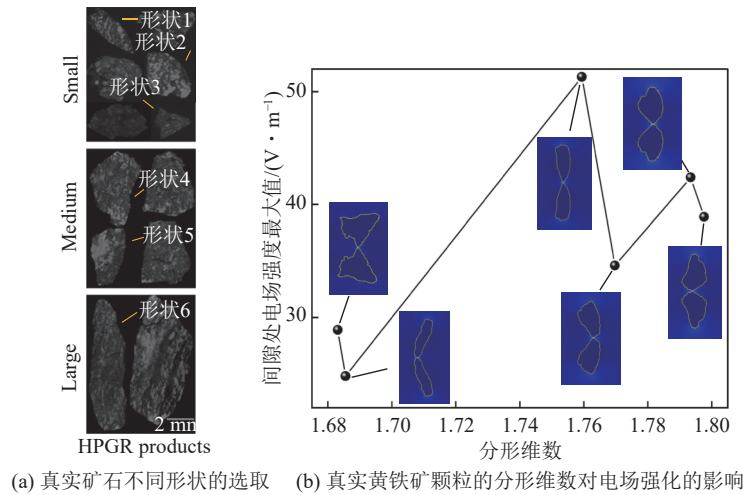 (a)
形状1
形状2
形状3
Small
形状4
形状5
Medium
形状6
Large
2 mm
HPGR products
(a) 真实矿石不同形状的选取
(b)
间隙处电场强度最大值/(V·m⁻¹)
50
40
30
1.68 1.70 1.72 1.74 1.76 1.78 1.80
分形维数
(b) 真实黄铁矿颗粒的分形维数对电场强化的影响